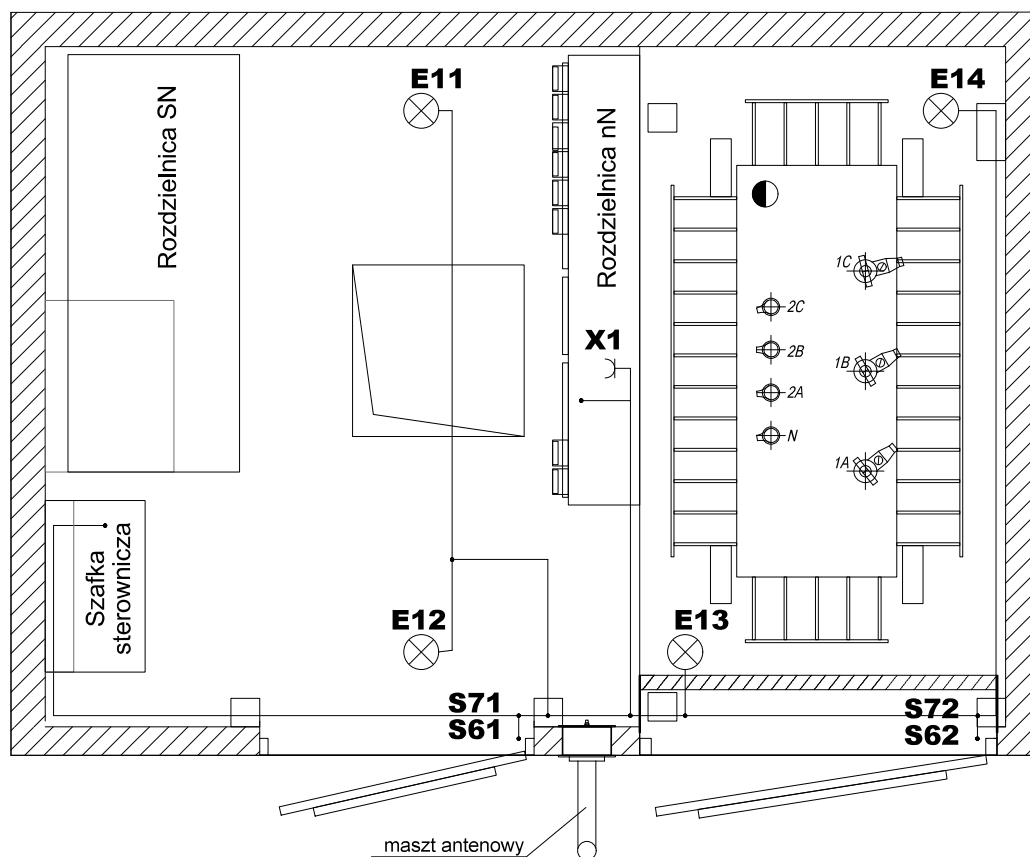 E11
E14
Rozdzielnica SN
Rozdzielnica nN
1C
2C
X1
2B
1B
2A
N
1A
Szafka
sterownicza
E12
E13
S71
S72
S61
S62
maszt antenowy